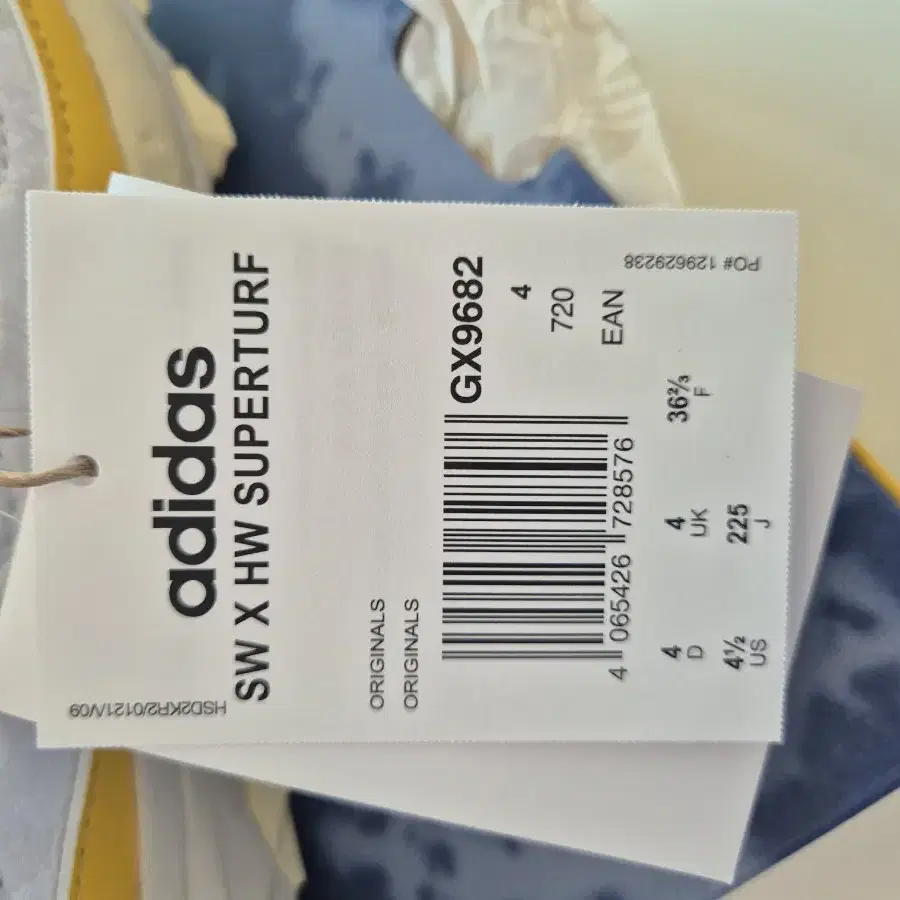 HSD2KR2/0121/V09
adidas
SW X HW SUPERTURF
ORIGINALS
ORIGINALS
GX9682
4
720
4 065426 728576
EAN
4 D
4 UK
36⅔ F
4½ US
225 J
PO# 129629238